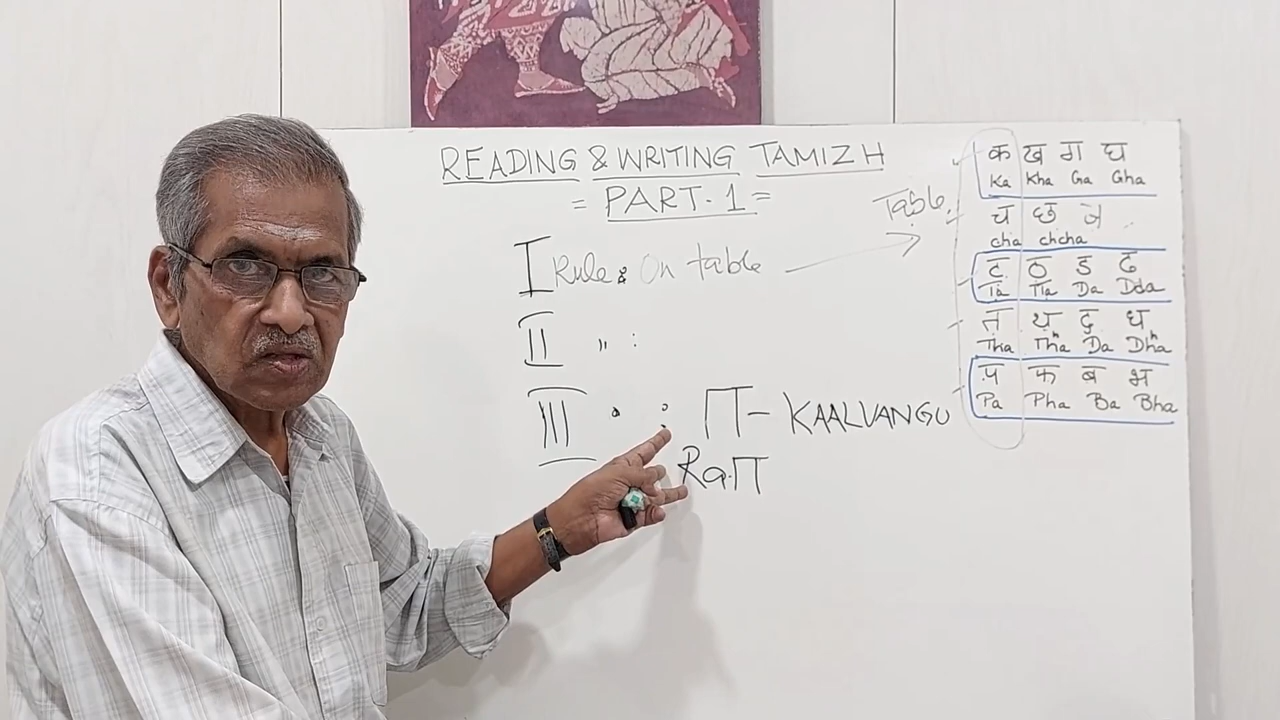 READING & WRITING TAMIZH
= PART.1 =
I Rule: On table
II " :
III " : Π - KAALVANGU
Ra.Π
Table
क ख ग घ
Ka Kha Ga Gha
च छ ज
cha chcha
ट ठ ड ढ
Ta Tta Da Dda
त थ द ध
Tha Thha Da Dha
प फ ब भ
Pa Pha Ba Bha